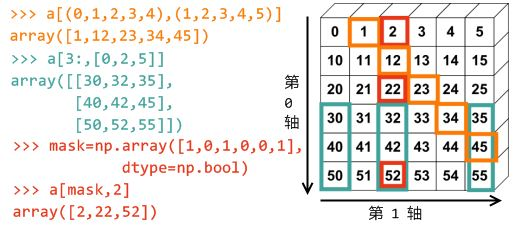 >>> a[(0,1,2,3,4),(1,2,3,4,5)]
array([1,12,23,34,45])
>>> a[3:,[0,2,5]]
array([[30,32,35],
       [40,42,45],
       [50,52,55]])
>>> mask=np.array([1,0,1,0,0,1],
                  dtype=np.bool)
>>> a[mask,2]
array([2,22,52])
第 0 轴
0 1 2 3 4 5
10 11 12 13 14 15
20 21 22 23 24 25
30 31 32 33 34 35
40 41 42 43 44 45
50 51 52 53 54 55
第 1 轴